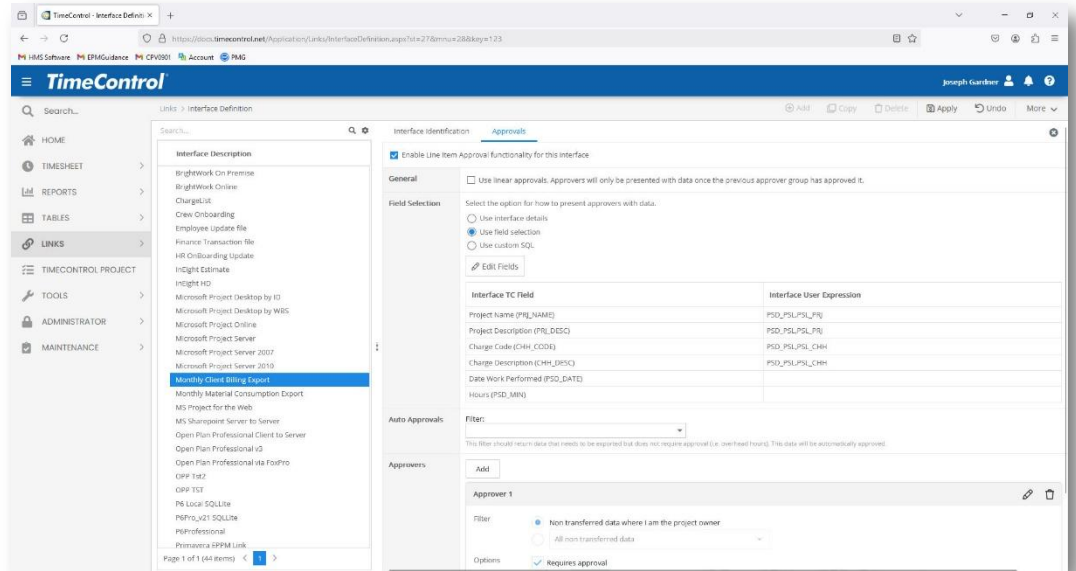 TimeControl - Interface Definiti
https://docs.timecontrol.net/Application/Links/InterfaceDefinition.aspx?st=27&mnu=28&key=123
HMS Software EPMGuidance CPV0901 Account PMG
TimeControl
Joseph Gardner
Search...
Links > Interface Definition
Add Copy Delete Apply Undo More
HOME
TIMESHEET
REPORTS
TABLES
LINKS
TIMECONTROL PROJECT
TOOLS
ADMINISTRATOR
MAINTENANCE
Search...
Interface Description
BrightWork On Premise
BrightWork Online
ChargeList
Crew Onboarding
Employee Update file
Finance Transaction file
HR OnBoarding Update
InEight Estimate
InEight HD
Microsoft Project Desktop by ID
Microsoft Project Desktop by WBS
Microsoft Project Online
Microsoft Project Server
Microsoft Project Server 2007
Microsoft Project Server 2010
Monthly Client Billing Export
Monthly Material Consumption Export
MS Project for the Web
MS Sharepoint Server to Server
Open Plan Professional Client to Server
Open Plan Professional v3
Open Plan Professional via FoxPro
OPP Tst2
OPP TST
P6 Local SQLLite
P6Pro_v21 SQLLite
P6Professional
Primavera EPPM Link
Page 1 of 1 (44 items) < 1 >
Interface Identification Approvals
Enable Line Item Approval functionality for this interface
General
Use linear approvals. Approvers will only be presented with data once the previous approver group has approved it.
Field Selection
Select the option for how to present approvers with data.
Use interface details
Use field selection
Use custom SQL
Edit Fields
Interface TC Field Interface User Expression
Project Name (PRJ_NAME) PSD_PSL.PSL_PRJ
Project Description (PRJ_DESC) PSD_PSL.PSL_PRJ
Charge Code (CHH_CODE) PSD_PSL.PSL_CHH
Charge Description (CHH_DESC) PSD_PSL.PSL_CHH
Date Work Performed (PSD_DATE)
Hours (PSD_MIN)
Auto Approvals
Filter:
This filter should return data that needs to be exported but does not require approval (i.e. overhead hours). This data will be automatically approved.
Approvers
Add
Approver 1
Filter
Non transferred data where I am the project owner
All non transferred data
Options
Requires approval